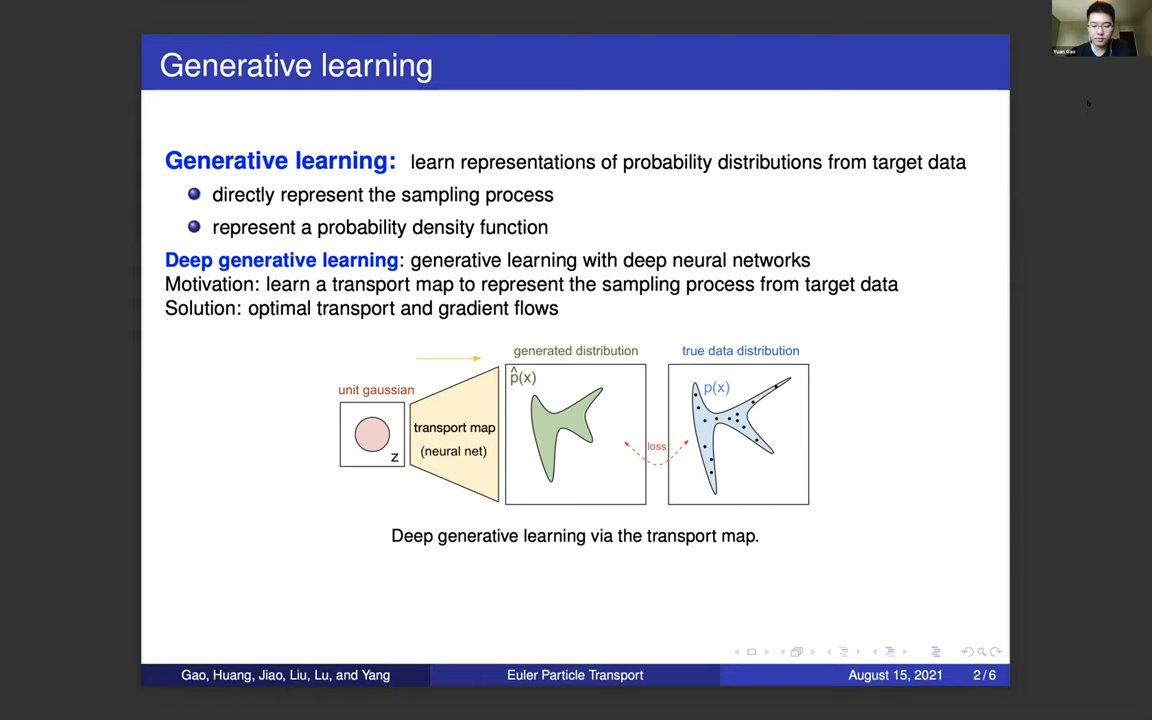 Yuan Gao
Generative learning
Generative learning: learn representations of probability distributions from target data
directly represent the sampling process
represent a probability density function
Deep generative learning: generative learning with deep neural networks
Motivation: learn a transport map to represent the sampling process from target data
Solution: optimal transport and gradient flows
generated distribution
true data distribution
unit gaussian
p̂(x)
p(x)
transport map
(neural net)
loss
z
Deep generative learning via the transport map.
Gao, Huang, Jiao, Liu, Lu, and Yang
Euler Particle Transport
August 15, 2021
2 / 6